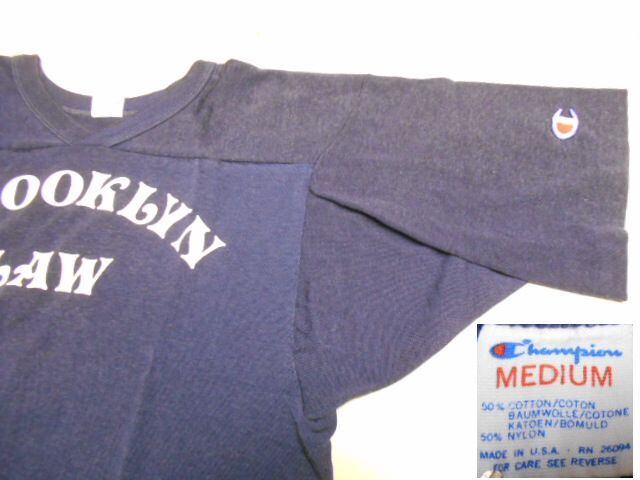 OOKLYN
LAW
Champion
MEDIUM
50% COTTON/COTON
BAUMWOLLE/COTONE
KATOEN/BOMULD
50% NYLON
MADE IN U.S.A. · RN 26094
FOR CARE SEE REVERSE